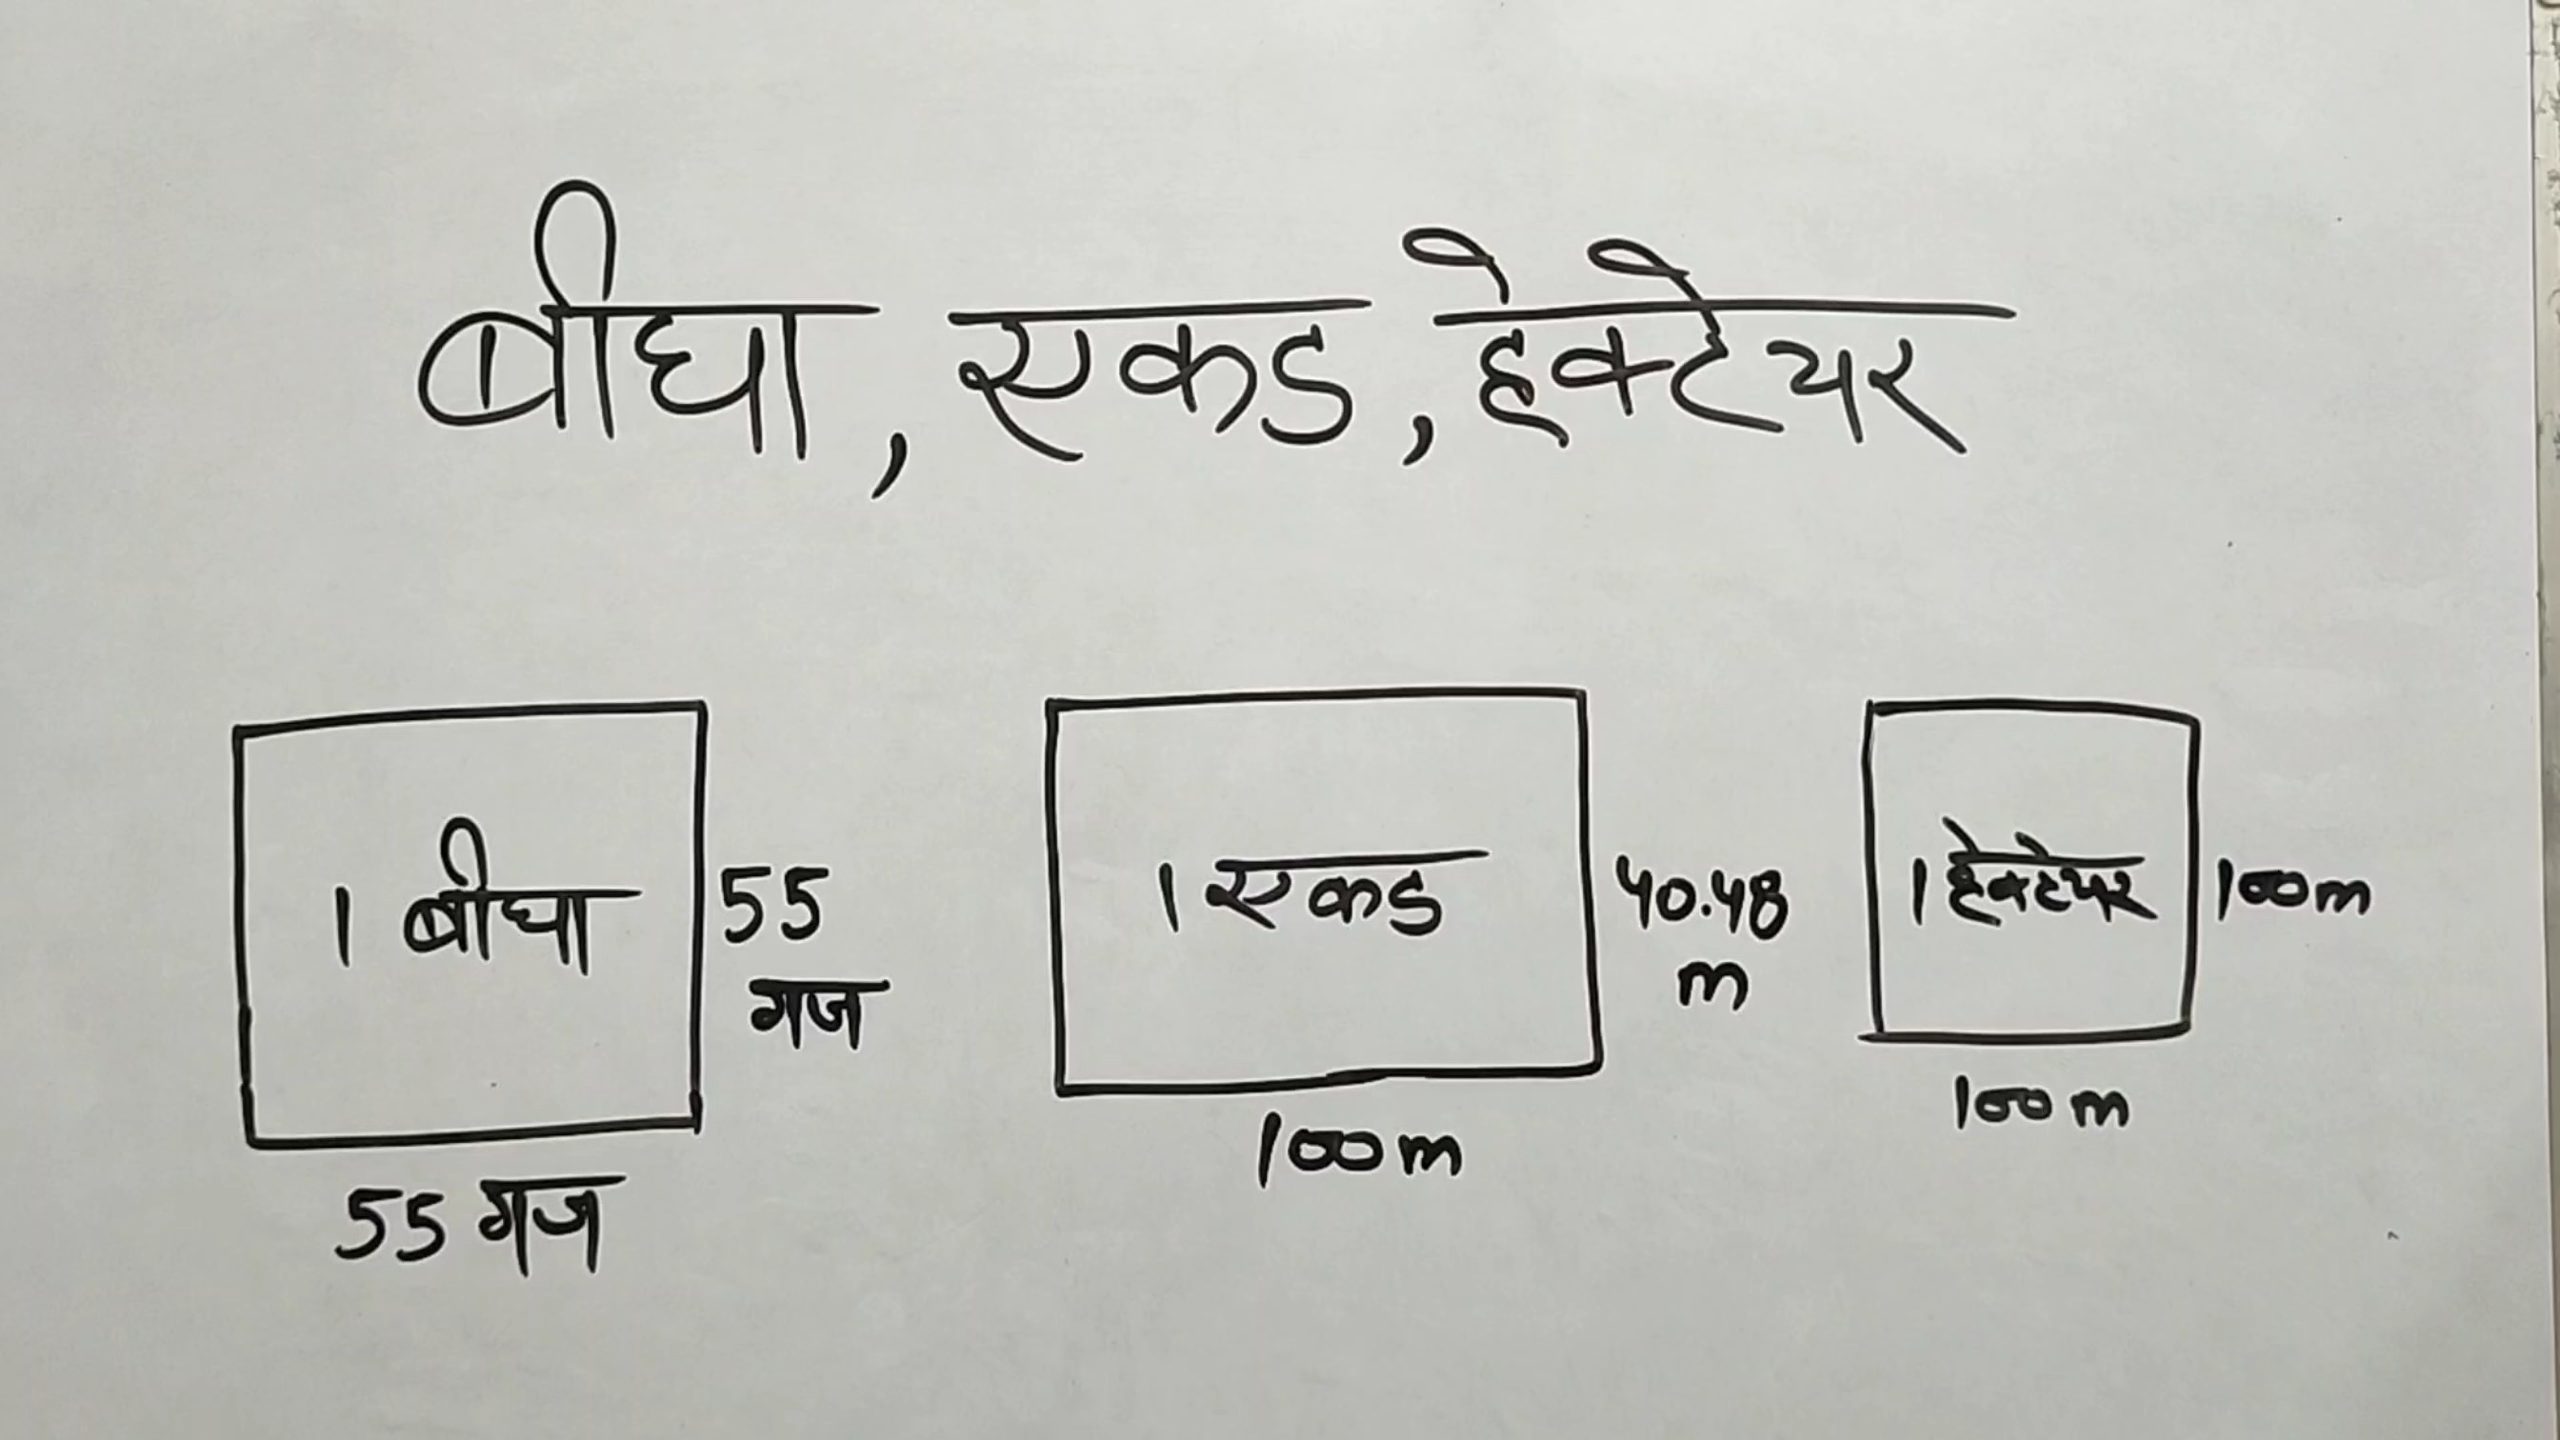 बीघा, एकड, हेक्टेयर
1 बीघा
55
गज
55 गज
1 एकड
40.48
m
100m
1 हेक्टेयर
100m
100m